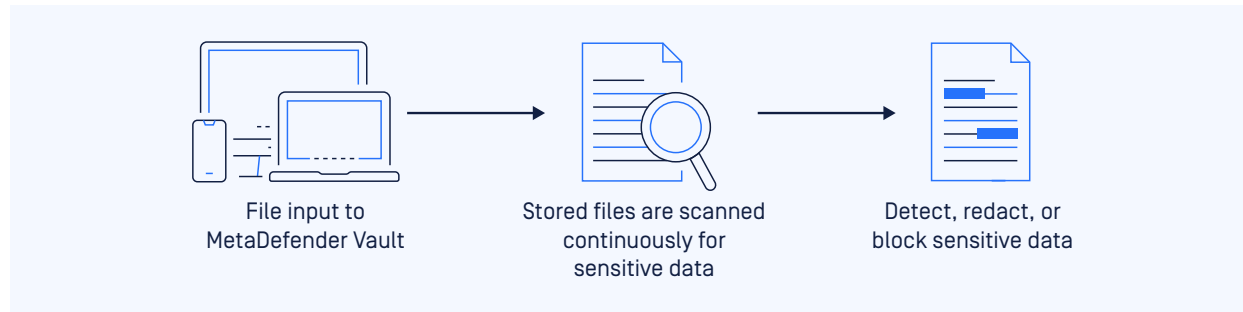 File input to
MetaDefender Vault
Stored files are scanned
continuously for
sensitive data
Detect, redact, or
block sensitive data